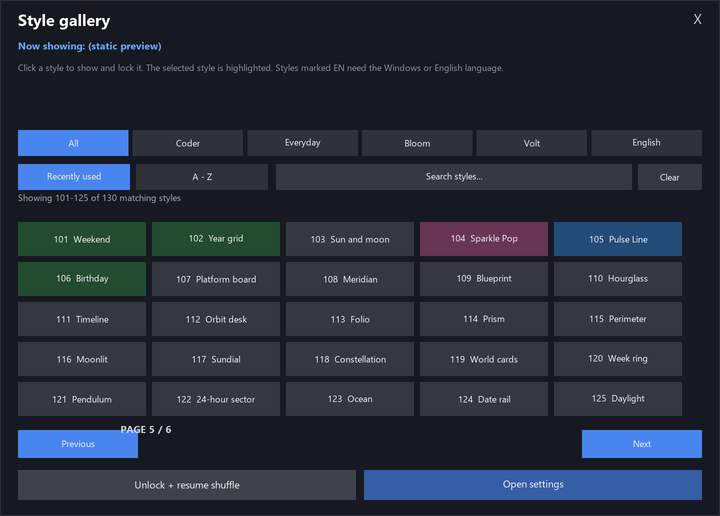 Style gallery X
Now showing: (static preview)
Click a style to show and lock it. The selected style is highlighted. Styles marked EN need the Windows or English language.
All Coder Everyday Bloom Volt English
Recently used A - Z Search styles... Clear
Showing 101-125 of 130 matching styles
101 Weekend 102 Year grid 103 Sun and moon 104 Sparkle Pop 105 Pulse Line
106 Birthday 107 Platform board 108 Meridian 109 Blueprint 110 Hourglass
111 Timeline 112 Orbit desk 113 Folio 114 Prism 115 Perimeter
116 Moonlit 117 Sundial 118 Constellation 119 World cards 120 Week ring
121 Pendulum 122 24-hour sector 123 Ocean 124 Date rail 125 Daylight
PAGE 5 / 6
Previous Next
Unlock + resume shuffle Open settings